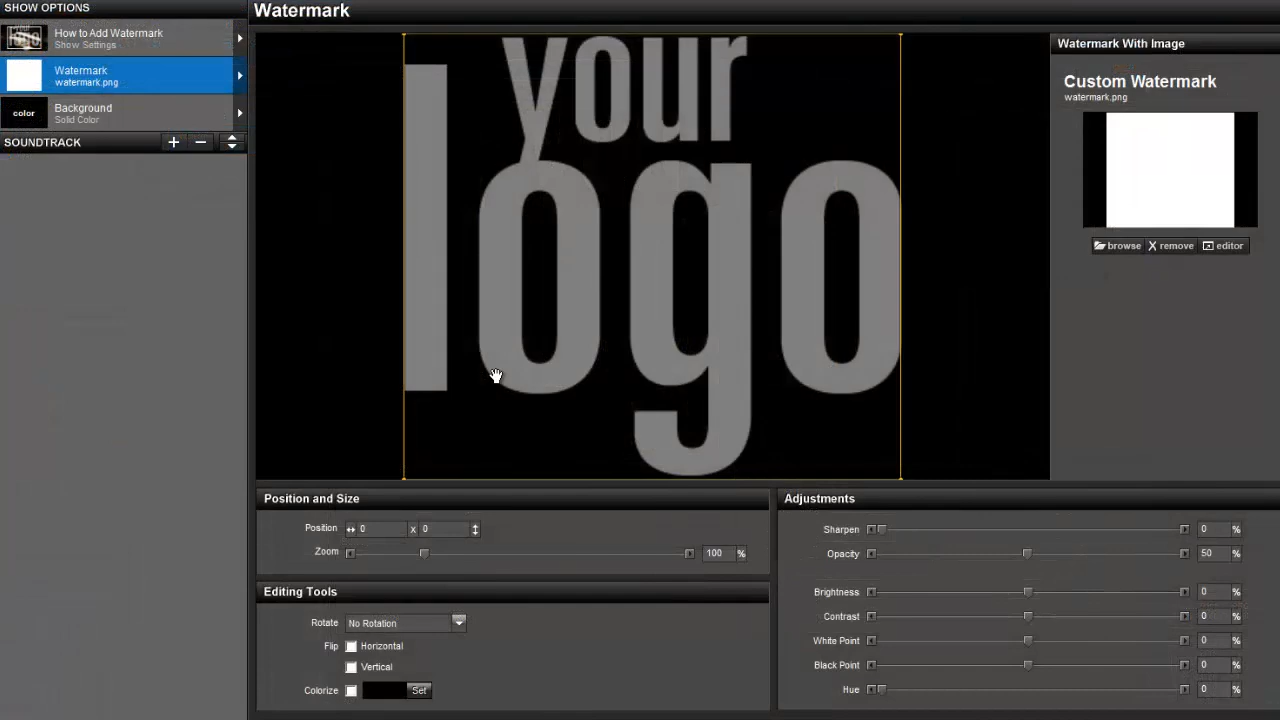 SHOW OPTIONS
How to Add Watermark
Show Settings
Watermark
watermark.png
color
Background
Solid Color
SOUNDTRACK
Watermark
your
logo
Watermark With Image
Custom Watermark
watermark.png
browse
remove
editor
Position and Size
Position 0 x 0
Zoom 100 %
Editing Tools
Rotate No Rotation
Flip Horizontal
Vertical
Colorize Set
Adjustments
Sharpen 0 %
Opacity 50 %
Brightness 0 %
Contrast 0 %
White Point 0 %
Black Point 0 %
Hue 0 %